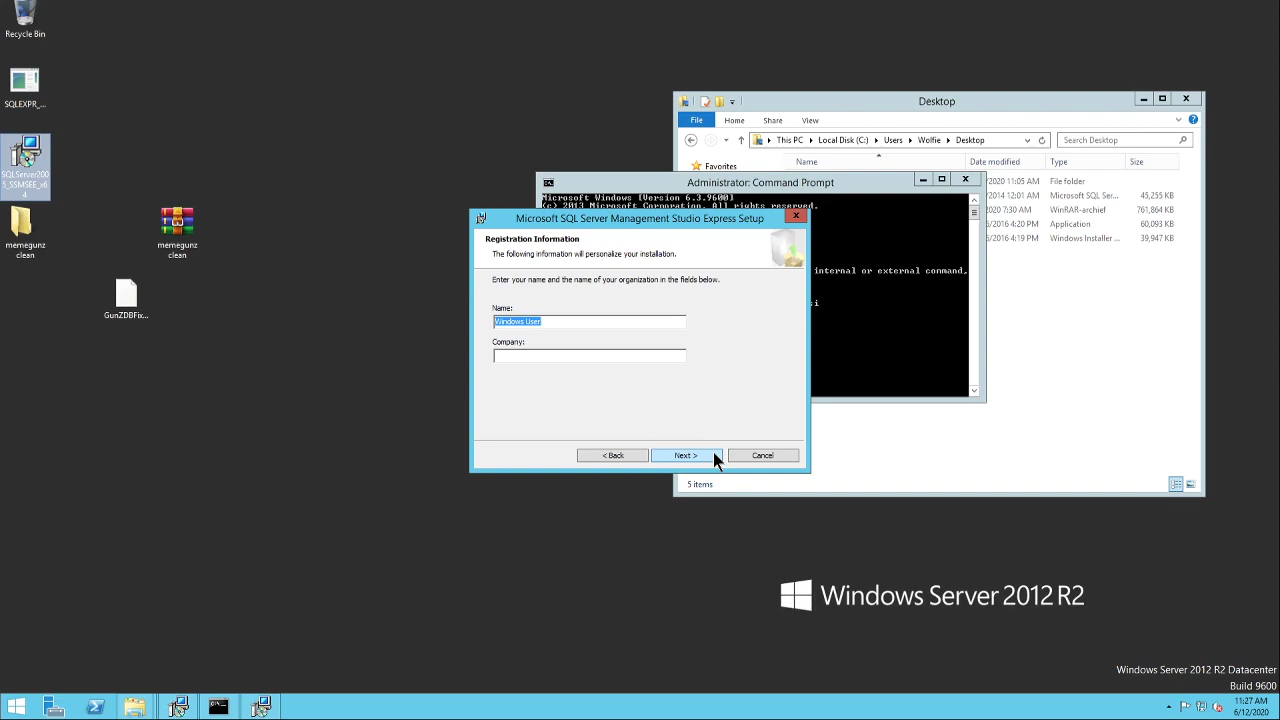 Recycle Bin
SQLEXPR_...
SQLServer200
5_SSMSEE_x6
4
memegunz
clean
memegunz
clean
GunZDBFix...
Desktop
File
Home
Share
View
This PC
Local Disk (C:)
Users
Wolfie
Desktop
Search Desktop
Favorites
Name
Date modified
Type
Size
/2020 11:05 AM
File folder
/2014 12:01 AM
Microsoft SQL Ser...
45,255 KB
2020 7:30 AM
WinRAR-archief
761,864 KB
/2016 4:20 PM
Application
60,093 KB
/2016 4:19 PM
Windows Installer ...
39,947 KB
5 items
Administrator: Command Prompt
Microsoft Windows [Version 6.3.9600]
(c) 2013 Microsoft Corporation. All rights reserved.
internal or external command,
Microsoft SQL Server Management Studio Express Setup
Registration Information
The following information will personalize your installation.
Enter your name and the name of your organization in the fields below.
Name:
Windows User
Company:
< Back
Next >
Cancel
Windows Server 2012 R2
Windows Server 2012 R2 Datacenter
Build 9600
11:27 AM
6/12/2020